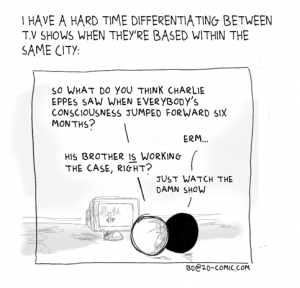 I HAVE A HARD TIME DIFFERENTIATING BETWEEN
T.V SHOWS WHEN THEY'RE BASED WITHIN THE
SAME CITY:
SO WHAT DO YOU THINK CHARLIE
EPPES SAW WHEN EVERYBODY'S
CONSCIOUSNESS JUMPED FORWARD SIX
MONTHS?
ERM...
HIS BROTHER IS WORKING
THE CASE, RIGHT?
JUST WATCH THE
DAMN SHOW
BD@2D-COMIC.COM